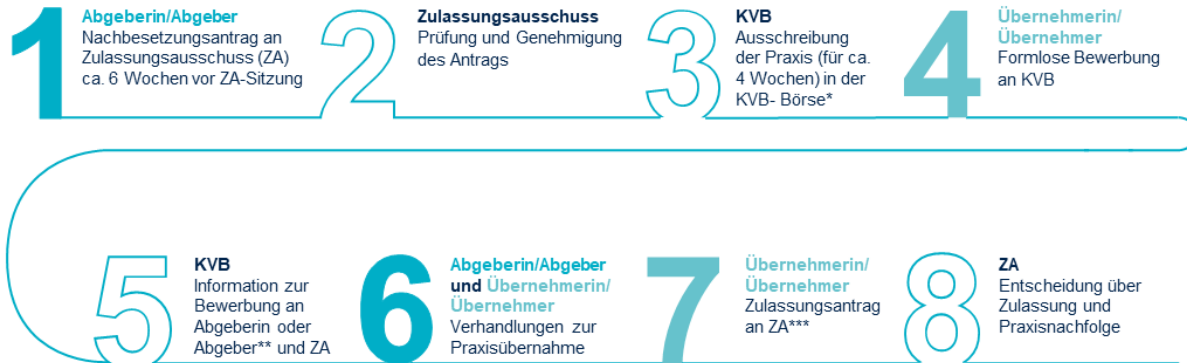 1
Abgeberin/Abgeber
Nachbesetzungsantrag an
Zulassungsausschuss (ZA)
ca. 6 Wochen vor ZA-Sitzung
2
Zulassungsausschuss
Prüfung und Genehmigung
des Antrags
3
KVB
Ausschreibung
der Praxis (für ca.
4 Wochen) in der
KVB- Börse*
4
Übernehmerin/
Übernehmer
Formlose Bewerbung
an KVB
5
KVB
Information zur
Bewerbung an
Abgeberin oder
Abgeber** und ZA
6
Abgeberin/Abgeber
und Übernehmerin/
Übernehmer
Verhandlungen zur
Praxisübernahme
7
Übernehmerin/
Übernehmer
Zulassungsantrag
an ZA***
8
ZA
Entscheidung über
Zulassung und
Praxisnachfolge